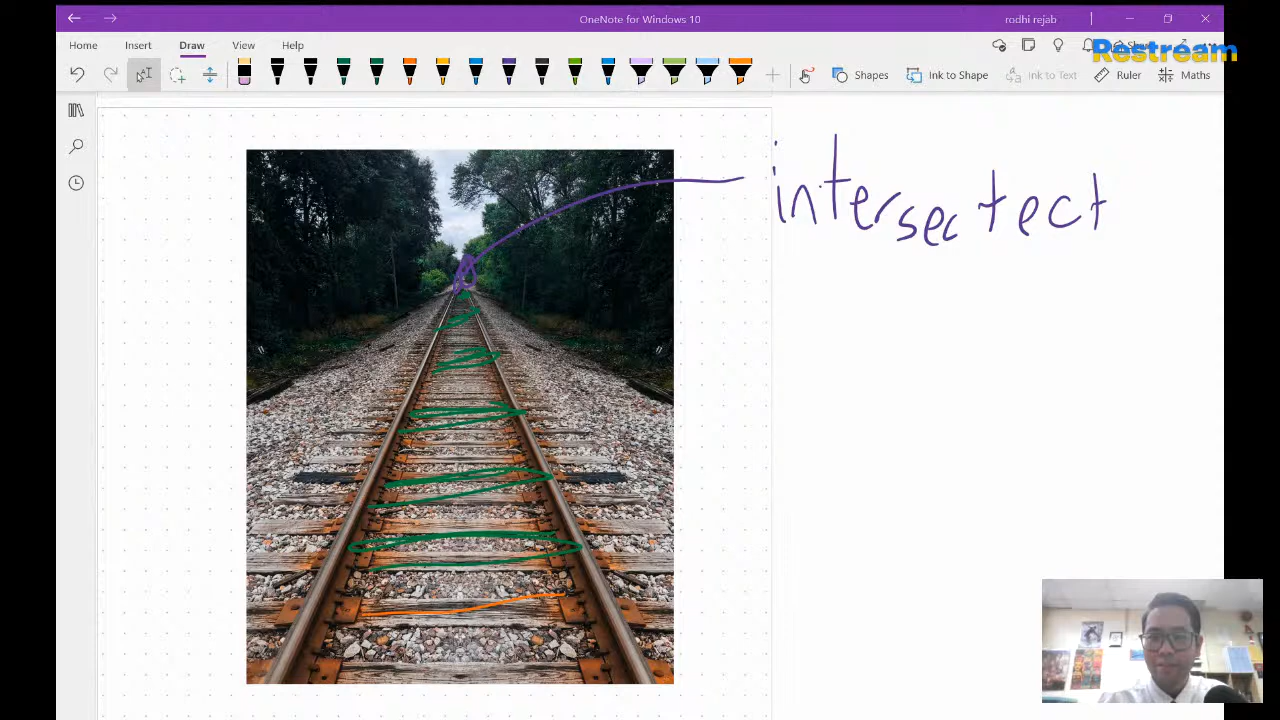 OneNote for Windows 10
rodhi rejab
Home
Insert
Draw
View
Help
Restream
Shapes
Ink to Shape
Ink to Text
Ruler
Maths
intersectect